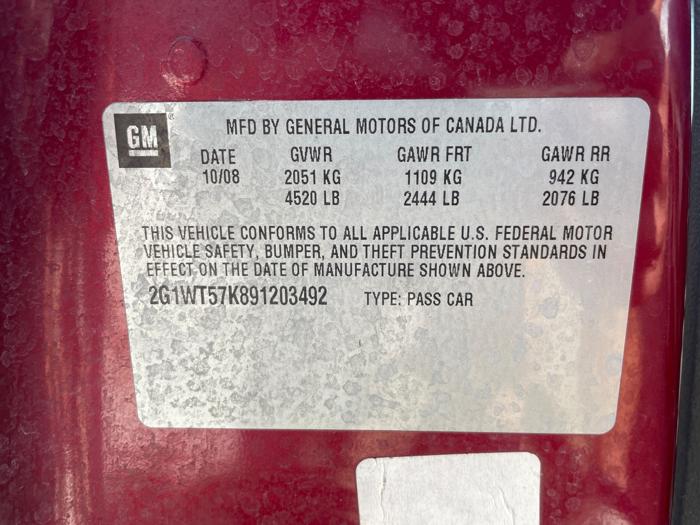 GM
MFD BY GENERAL MOTORS OF CANADA LTD.
DATE GVWR GAWR FRT GAWR RR
10/08 2051 KG 1109 KG 942 KG
4520 LB 2444 LB 2076 LB
THIS VEHICLE CONFORMS TO ALL APPLICABLE U.S. FEDERAL MOTOR
VEHICLE SAFETY, BUMPER, AND THEFT PREVENTION STANDARDS IN
EFFECT ON THE DATE OF MANUFACTURE SHOWN ABOVE.
2G1WT57K891203492 TYPE: PASS CAR